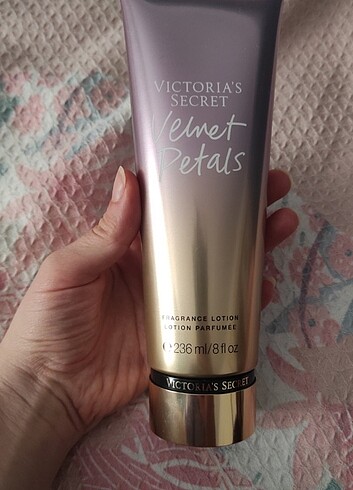 VICTORIA'S
SECRET
Velvet
Petals
FRAGRANCE LOTION
LOTION PARFUMÉE
℮ 236 ml/8 fl oz
VICTORIA'S SECRET